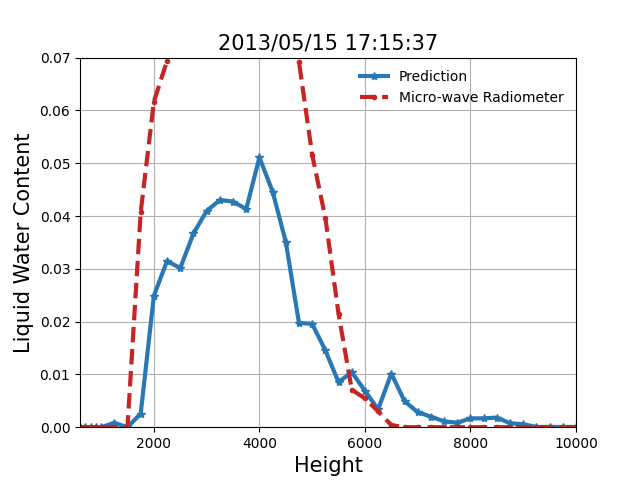 2013/05/15 17:15:37
Prediction
Micro-wave Radiometer
0.07
0.06
0.05
0.04
0.03
0.02
0.01
0.00
Liquid Water Content
2000 4000 6000 8000 10000
Height